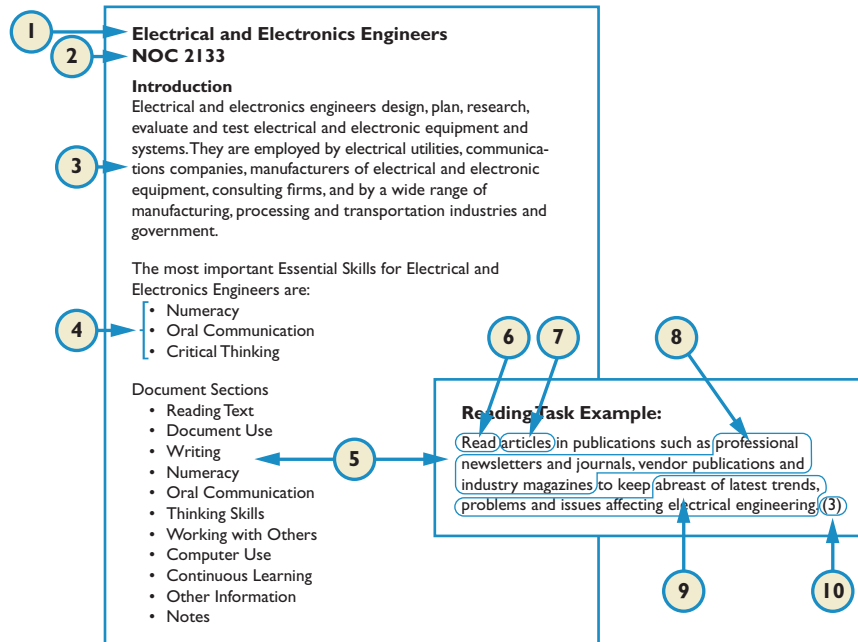 1
Electrical and Electronics Engineers
2
NOC 2133
Introduction
Electrical and electronics engineers design, plan, research,
evaluate and test electrical and electronic equipment and
systems. They are employed by electrical utilities, communica-
3
tions companies, manufacturers of electrical and electronic
equipment, consulting firms, and by a wide range of
manufacturing, processing and transportation industries and
government.
The most important Essential Skills for Electrical and
Electronics Engineers are:
• Numeracy
4
• Oral Communication
• Critical Thinking
Document Sections
• Reading Text
• Document Use
• Writing
• Numeracy
• Oral Communication
• Thinking Skills
• Working with Others
• Computer Use
• Continuous Learning
• Other Information
• Notes
5
6
7
8
Reading Task Example:
Read articles in publications such as professional
newsletters and journals, vendor publications and
industry magazines to keep abreast of latest trends,
problems and issues affecting electrical engineering. (3)
9
10